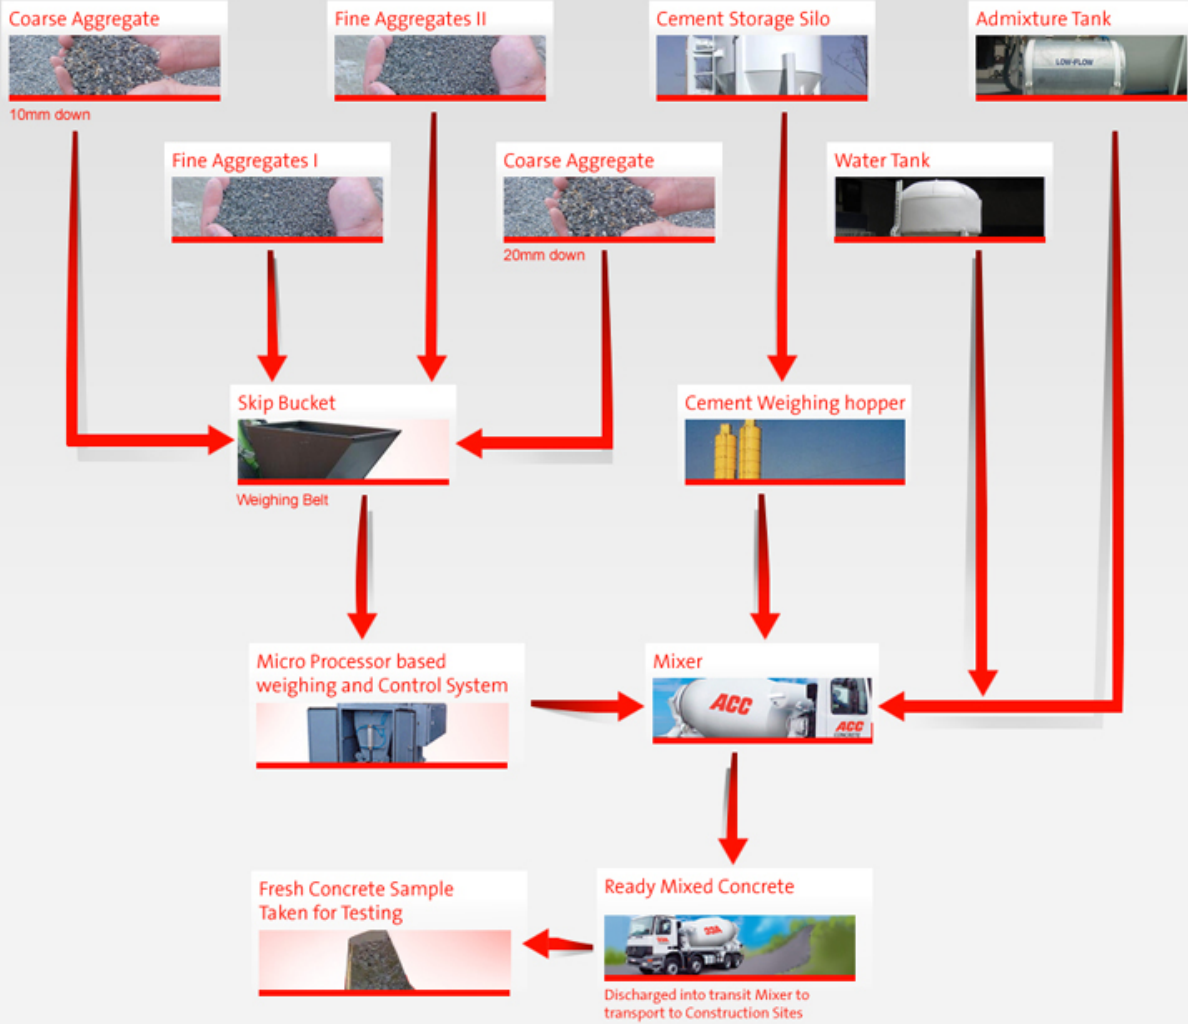 Coarse Aggregate
10mm down
Fine Aggregates II
Cement Storage Silo
Admixture Tank
LOW-FLOW
Fine Aggregates I
Coarse Aggregate
20mm down
Water Tank
Skip Bucket
Weighing Belt
Cement Weighing hopper
Micro Processor based
weighing and Control System
Mixer
ACC
ACC
CONCRETE
Fresh Concrete Sample
Taken for Testing
Ready Mixed Concrete
Discharged into transit Mixer to
transport to Construction Sites